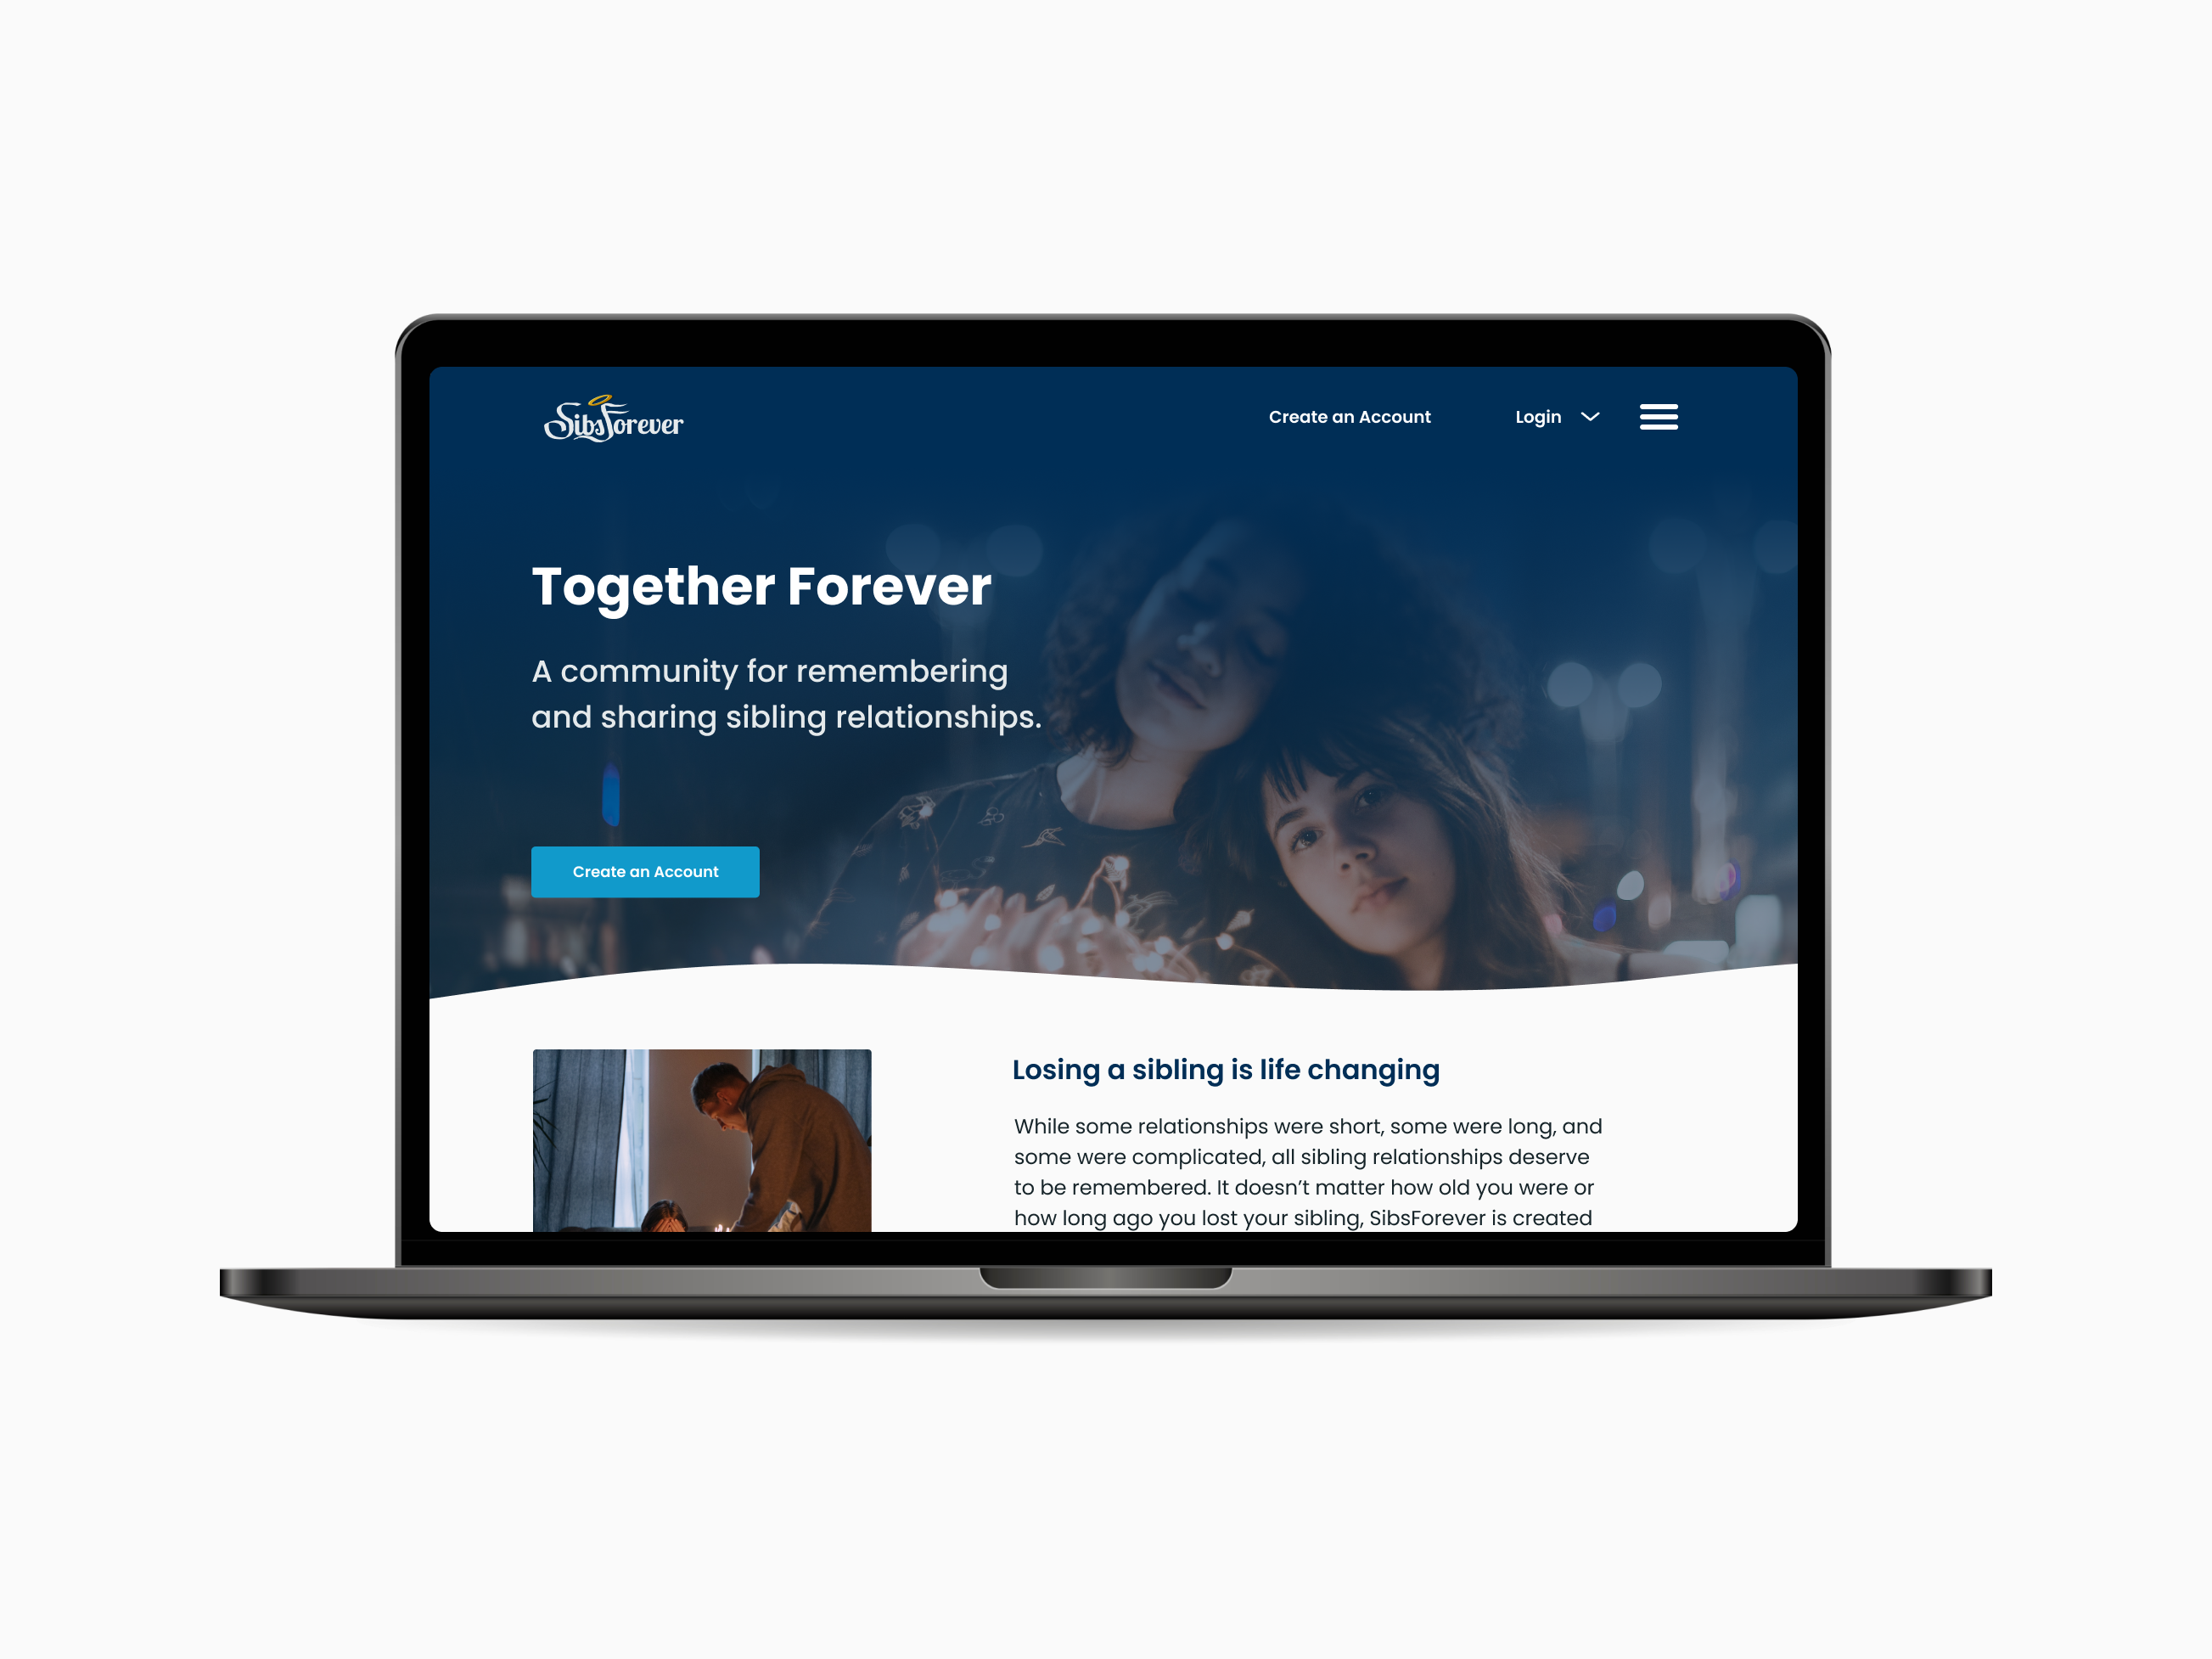 SibsForever
Create an Account
Login
Together Forever
A community for remembering
and sharing sibling relationships.
Create an Account
Losing a sibling is life changing
While some relationships were short, some were long, and
some were complicated, all sibling relationships deserve
to be remembered. It doesn’t matter how old you were or
how long ago you lost your sibling, SibsForever is created